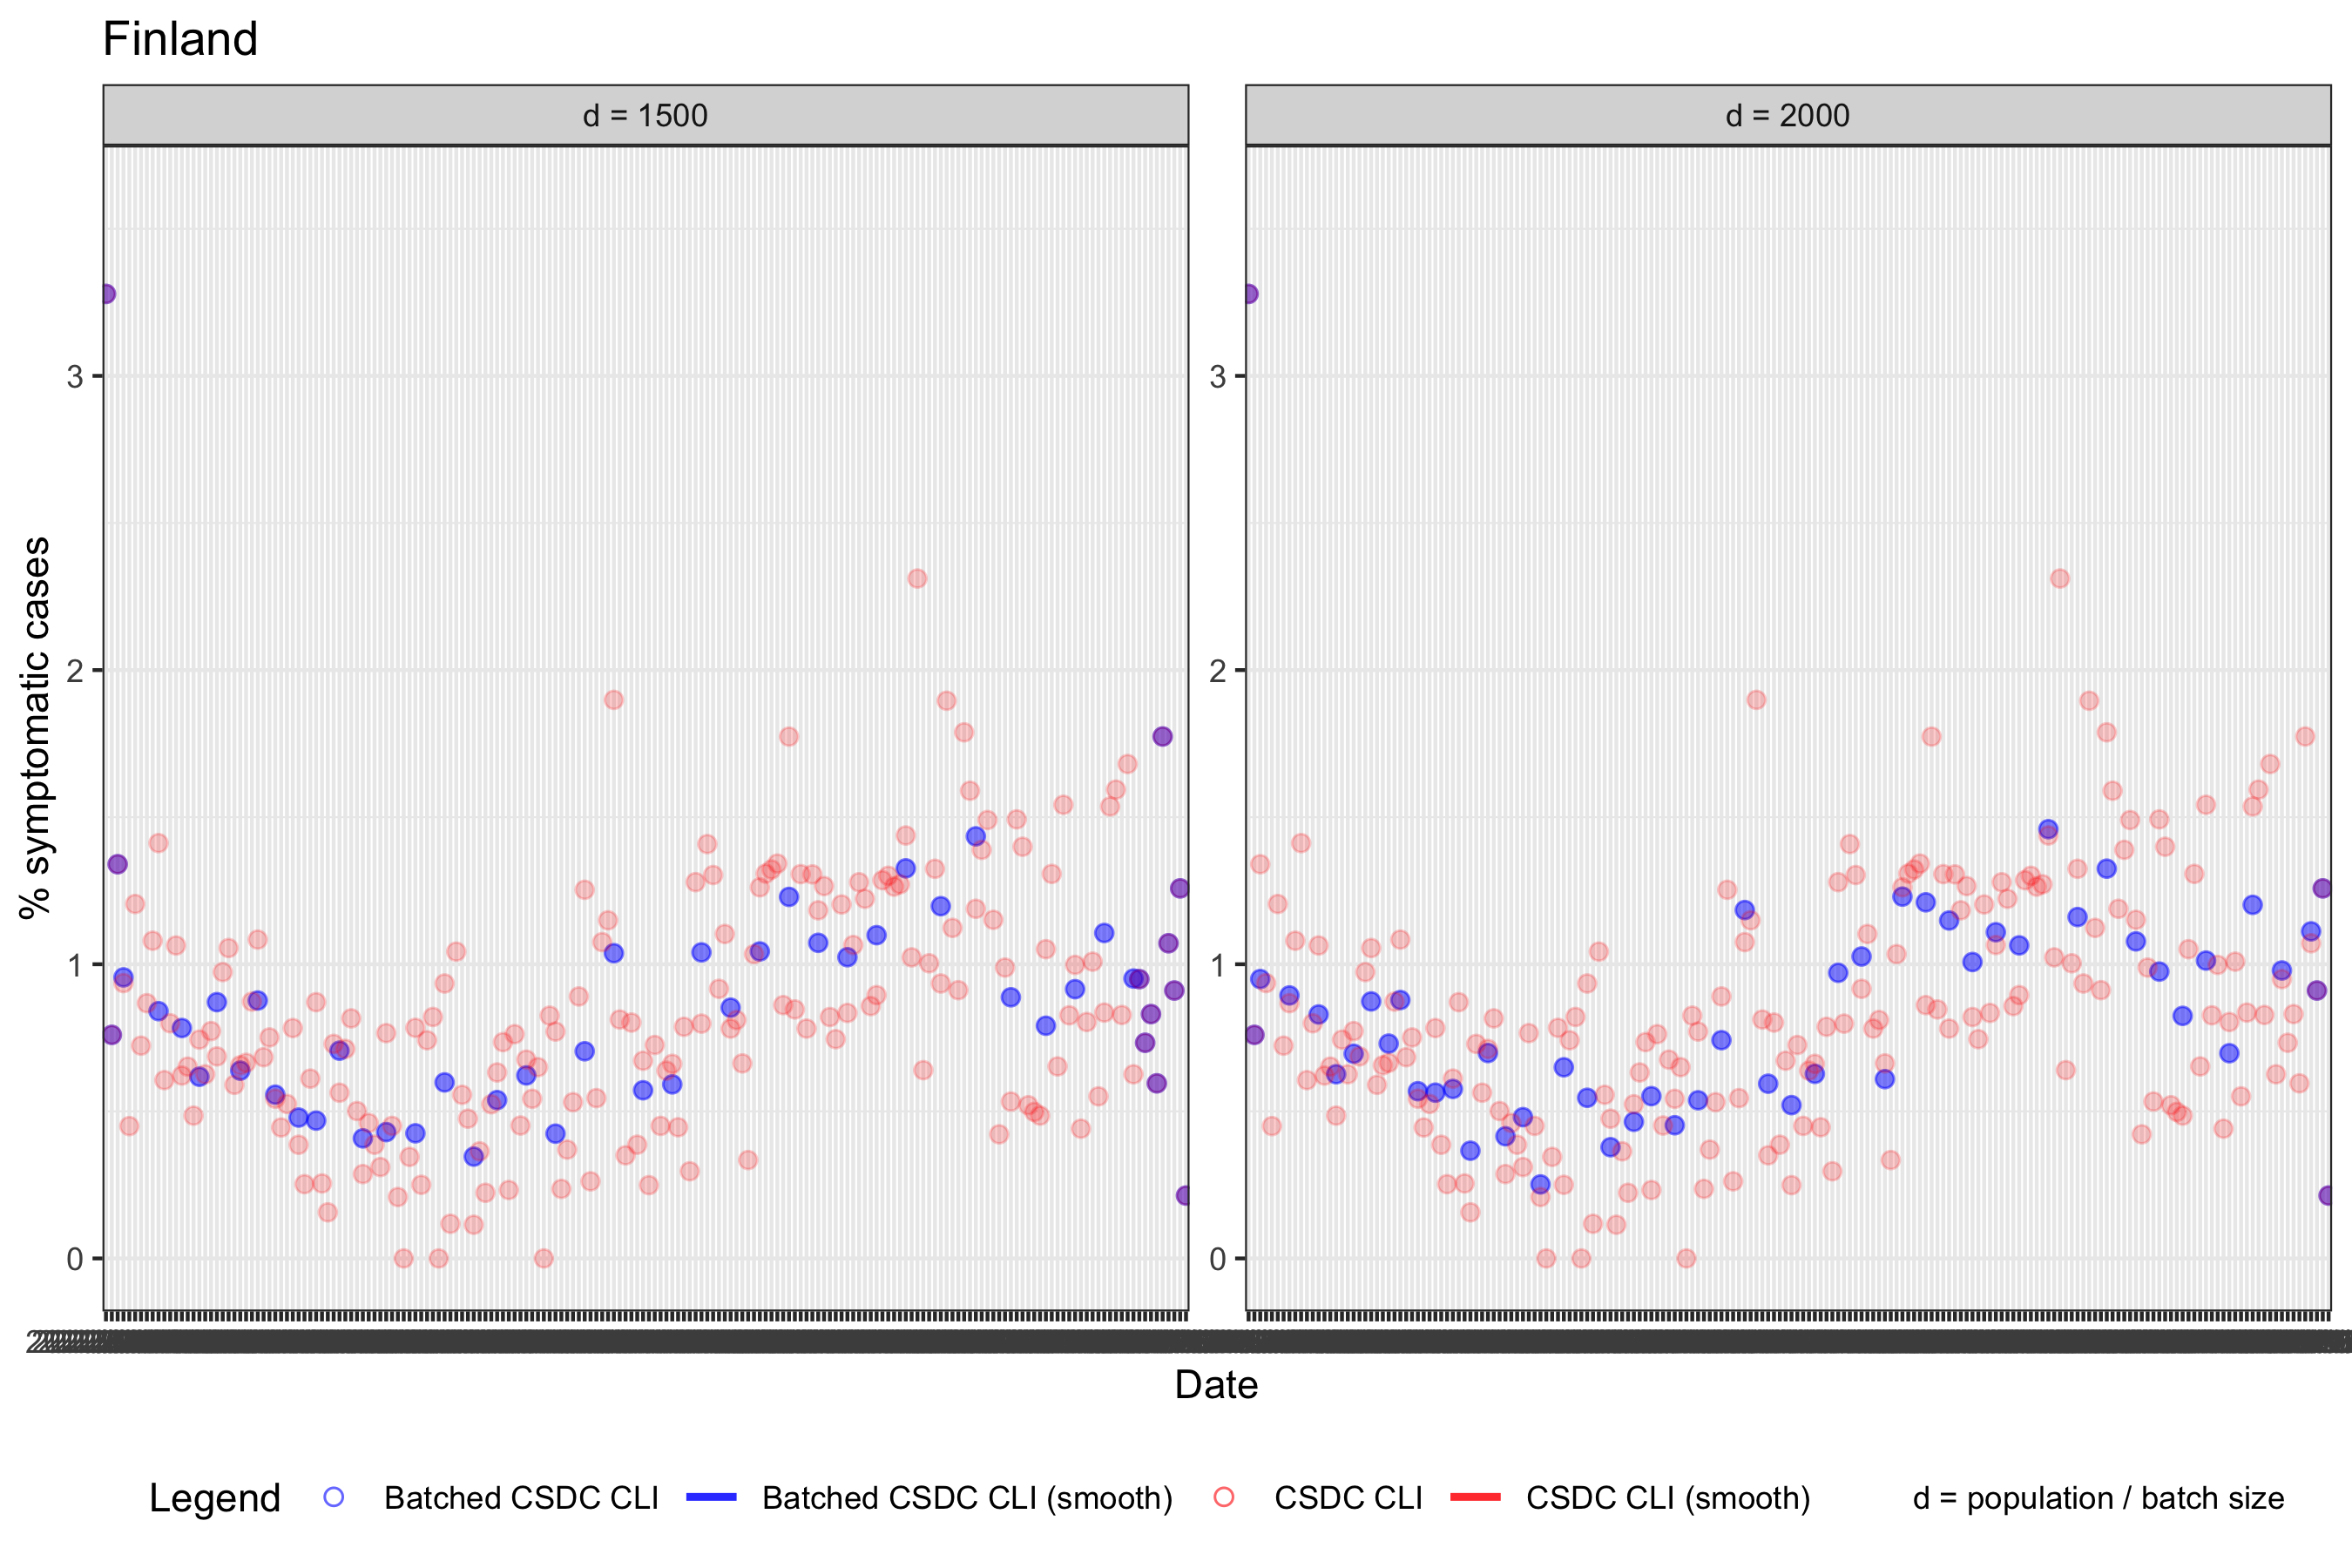 Finland
d = 1500
d = 2000
% symptomatic cases
3
2
1
0
3
2
1
0
Date
Legend
Batched CSDC CLI
Batched CSDC CLI (smooth)
CSDC CLI
CSDC CLI (smooth)
d = population / batch size